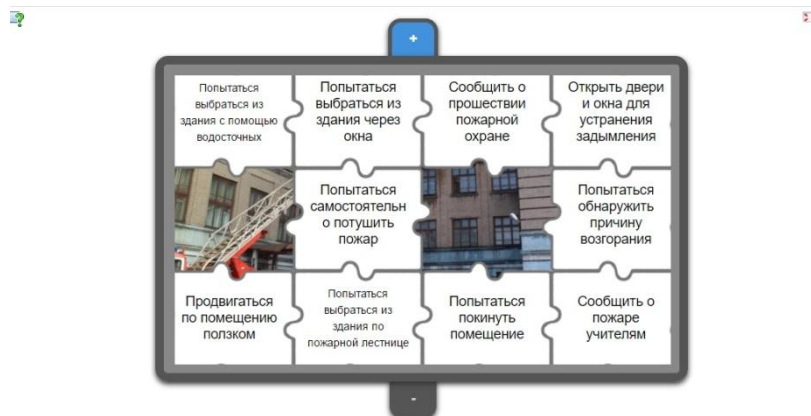 +
Попытаться
выбраться из
здания с помощью
водосточных
Попытаться
выбраться из
здания через
окна
Сообщить о
прошествии
пожарной
охране
Открыть двери
и окна для
устранения
задымления
Попытаться
самостоятельн
о потушить
пожар
Попытаться
обнаружить
причину
возгорания
Продвигаться
по помещению
ползком
Попытаться
выбраться из
здания по
пожарной лестнице
Попытаться
покинуть
помещение
Сообщить о
пожаре
учителям
-